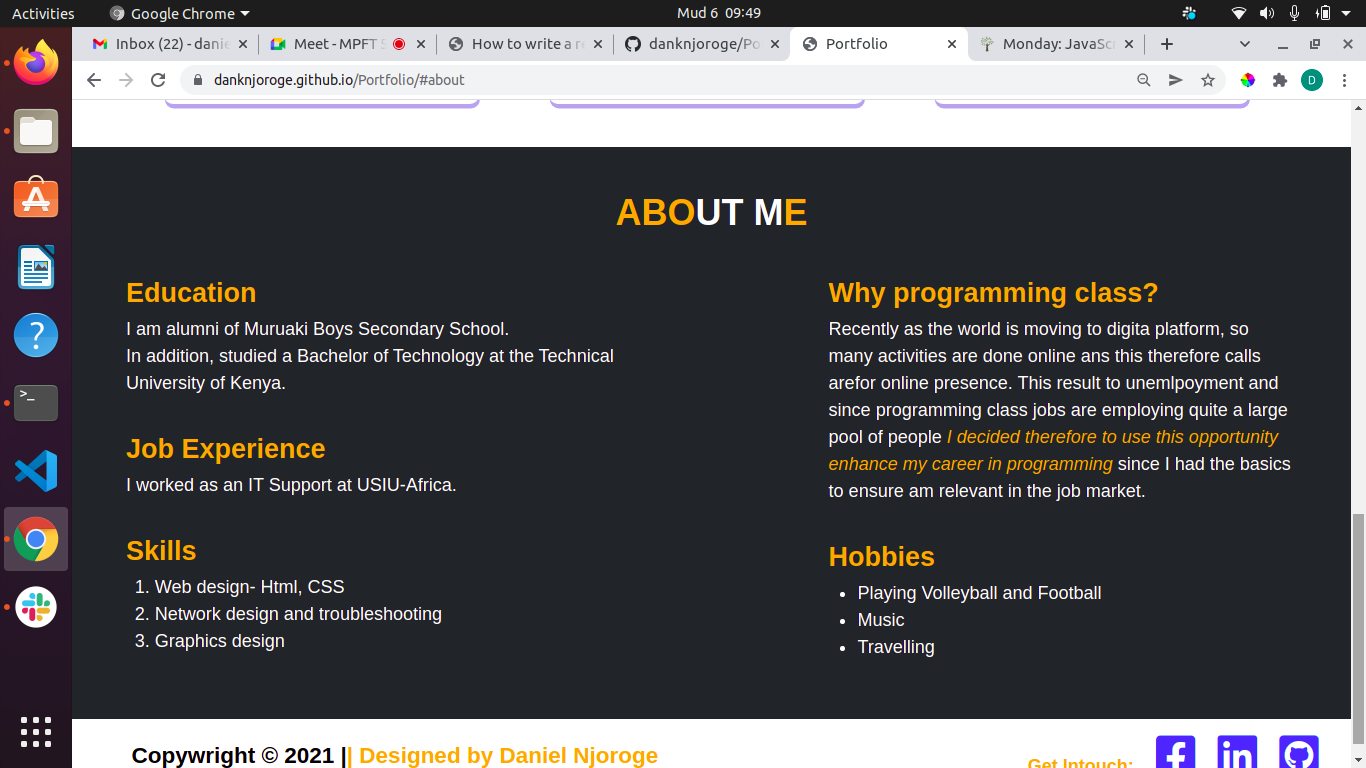 Activities
Google Chrome
Mud 6 09:49
Inbox (22) - danie
Meet - MPFT S
How to write a re
danknjoroge/Po
Portfolio
Monday: JavaScr
danknjoroge.github.io/Portfolio/#about
D
ABOUT ME
Education
I am alumni of Muruaki Boys Secondary School.
In addition, studied a Bachelor of Technology at the Technical
University of Kenya.
Job Experience
I worked as an IT Support at USIU-Africa.
Skills
1. Web design- Html, CSS
2. Network design and troubleshooting
3. Graphics design
Why programming class?
Recently as the world is moving to digita platform, so
many activities are done online ans this therefore calls
arefor online presence. This result to unemlpoyment and
since programming class jobs are employing quite a large
pool of people I decided therefore to use this opportunity
enhance my career in programming since I had the basics
to ensure am relevant in the job market.
Hobbies
Playing Volleyball and Football
Music
Travelling
Copywright © 2021 || Designed by Daniel Njoroge
Get Intouch: